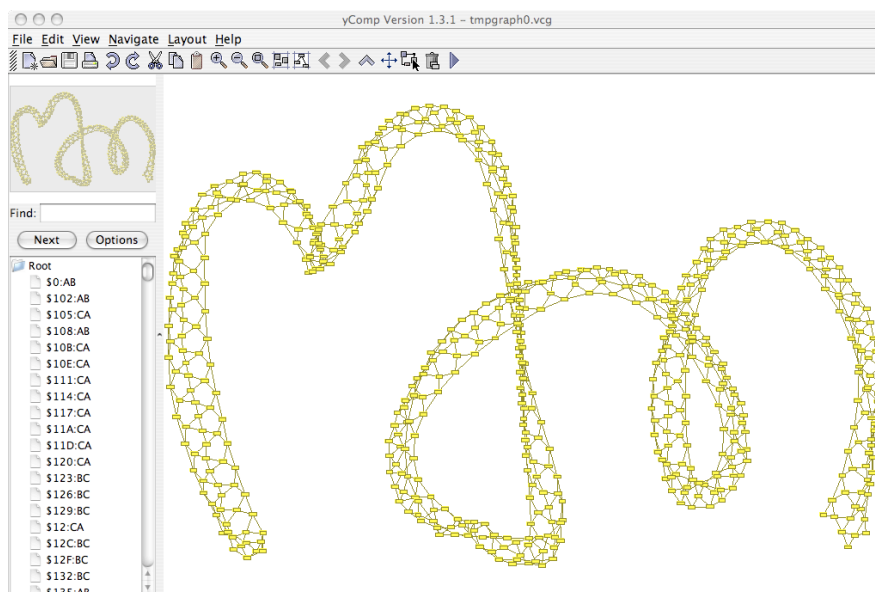 yComp Version 1.3.1 – tmpgraph0.vcg
File Edit View Navigate Layout Help
Find:
Next Options
Root
$0:AB
$102:AB
$105:CA
$108:AB
$10B:CA
$10E:CA
$111:CA
$114:CA
$117:CA
$11A:CA
$11D:CA
$120:CA
$123:BC
$126:BC
$129:BC
$12:CA
$12C:BC
$12F:BC
$132:BC
$135:AB